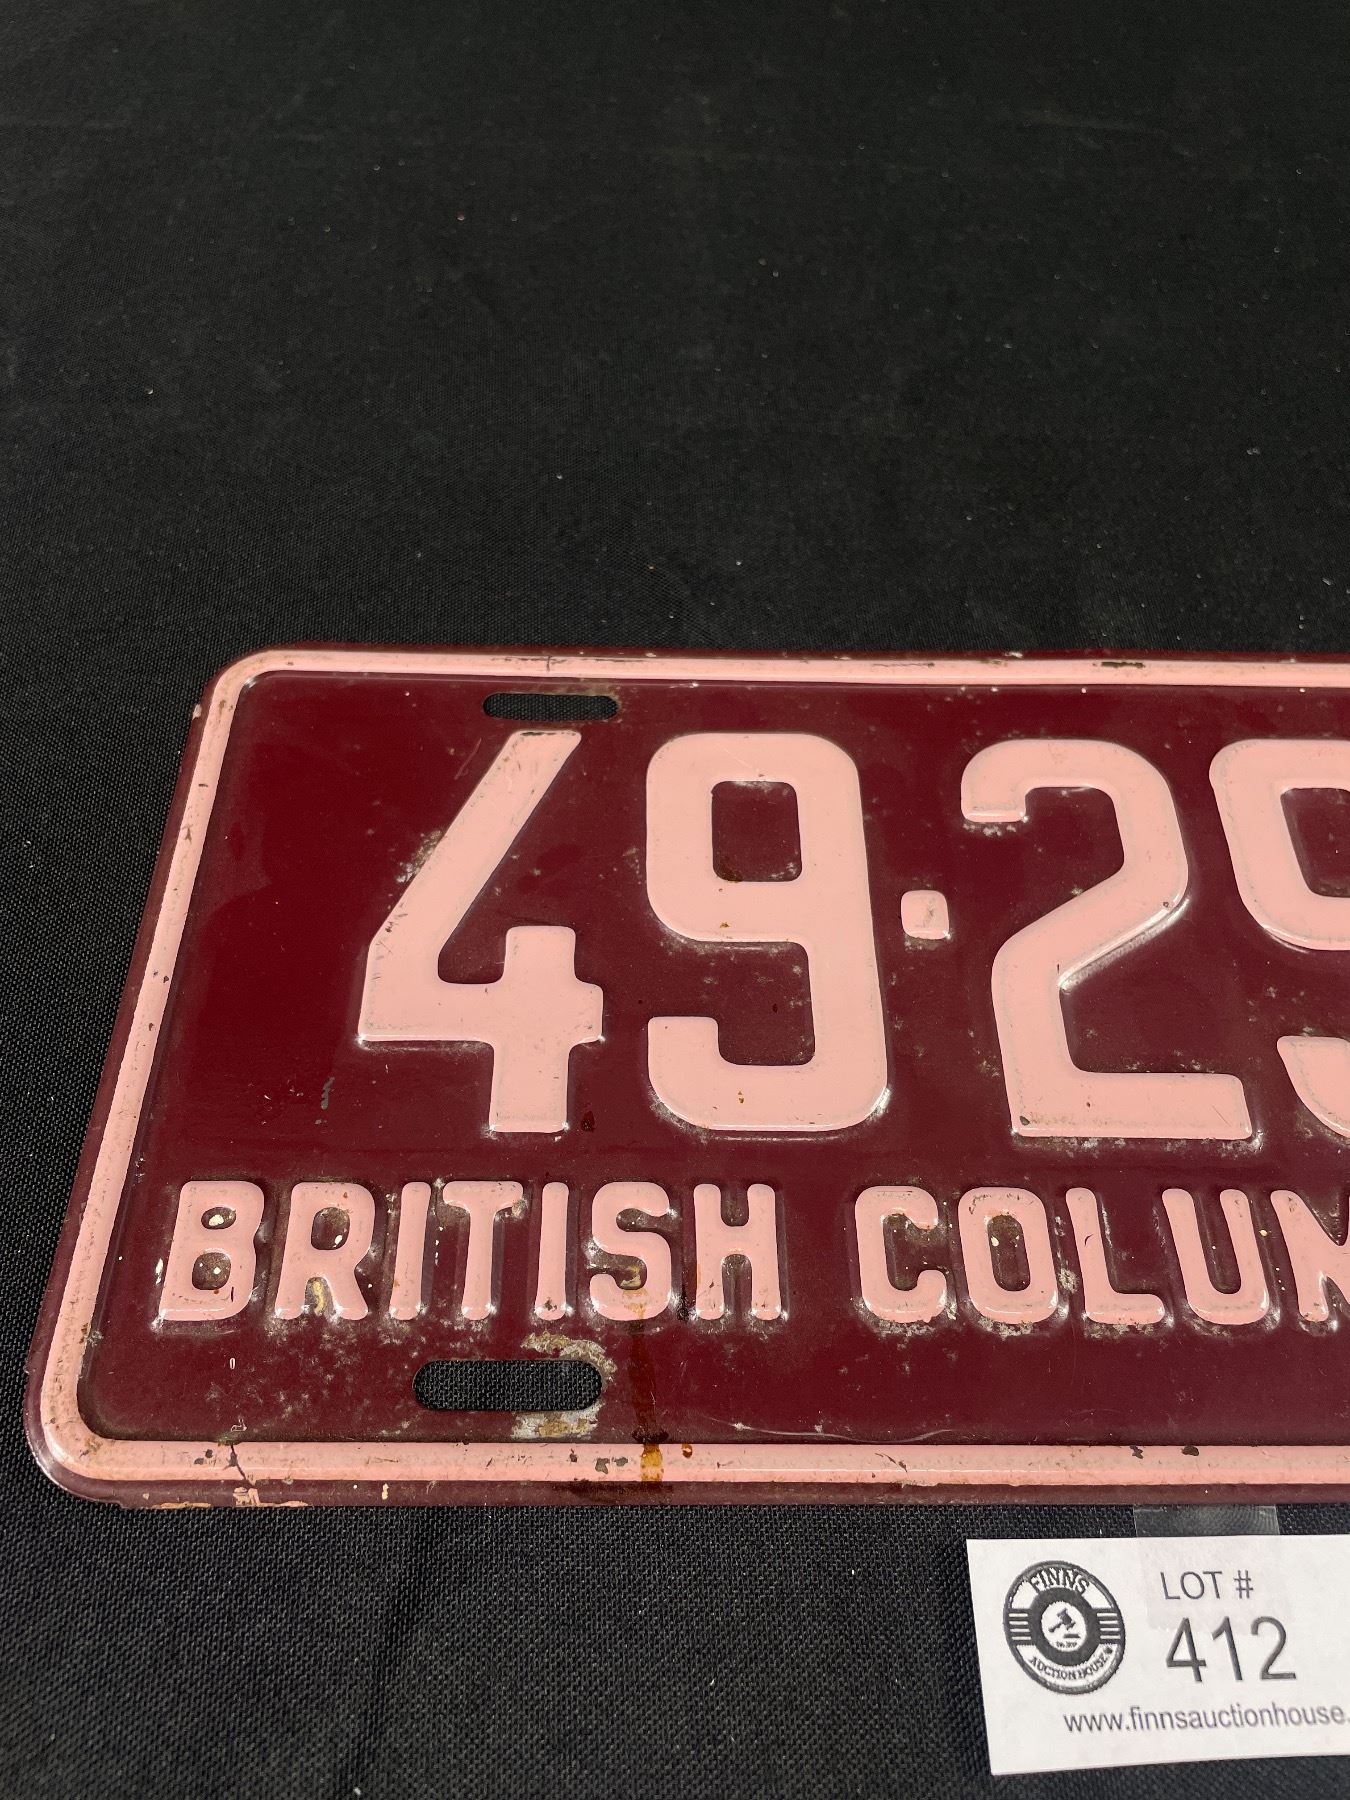 49·29
BRITISH COLUM
FINNS
AUCTION HOUSE
LOT #
412
www.finnsauctionhouse.